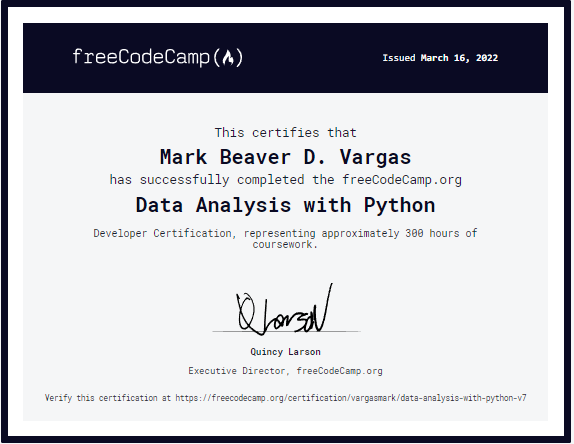 freeCodeCamp(🔥)
Issued March 16, 2022
This certifies that
Mark Beaver D. Vargas
has successfully completed the freeCodeCamp.org
Data Analysis with Python
Developer Certification, representing approximately 300 hours of
coursework.
Q Larson
Quincy Larson
Executive Director, freeCodeCamp.org
Verify this certification at https://freecodecamp.org/certification/vargasmark/data-analysis-with-python-v7